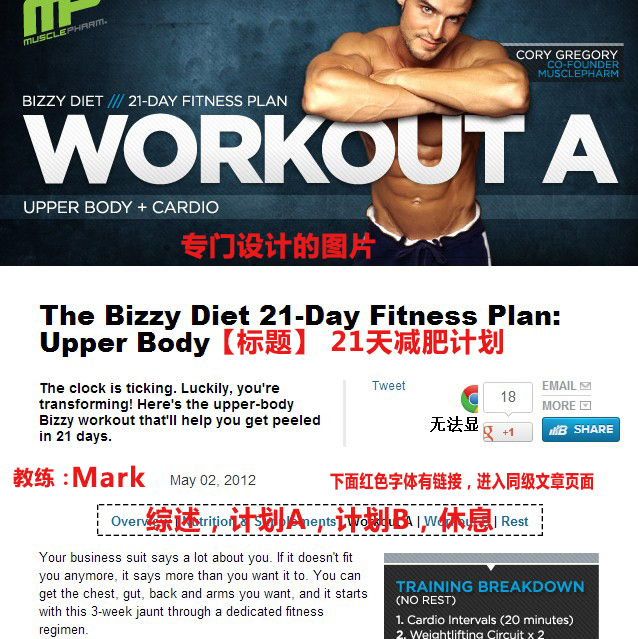 MP
MUSCLEPHARM®
CORY GREGORY
CO-FOUNDER
MUSCLEPHARM
BIZZY DIET /// 21-DAY FITNESS PLAN
WORKOUT A
UPPER BODY + CARDIO
专门设计的图片
The Bizzy Diet 21-Day Fitness Plan:
Upper Body【标题】 21天减肥计划
The clock is ticking. Luckily, you're
transforming! Here's the upper-body
Bizzy workout that'll help you get peeled
in 21 days.
Tweet
无法显
18
g +1
EMAIL
MORE
SHARE
教练：Mark May 02, 2012 下面红色字体有链接，进入同级文章页面
综述，计划A，计划B，休息
Nutrition & Supplements | Workout A | | Rest
Your business suit says a lot about you. If it doesn't fit
you anymore, it says more than you want it to. You can
get the chest, gut, back and arms you want, and it starts
with this 3-week jaunt through a dedicated fitness
regimen.
TRAINING BREAKDOWN
(NO REST)
1. Cardio Intervals (20 minutes)
2. Weightlifting Circuit x 2